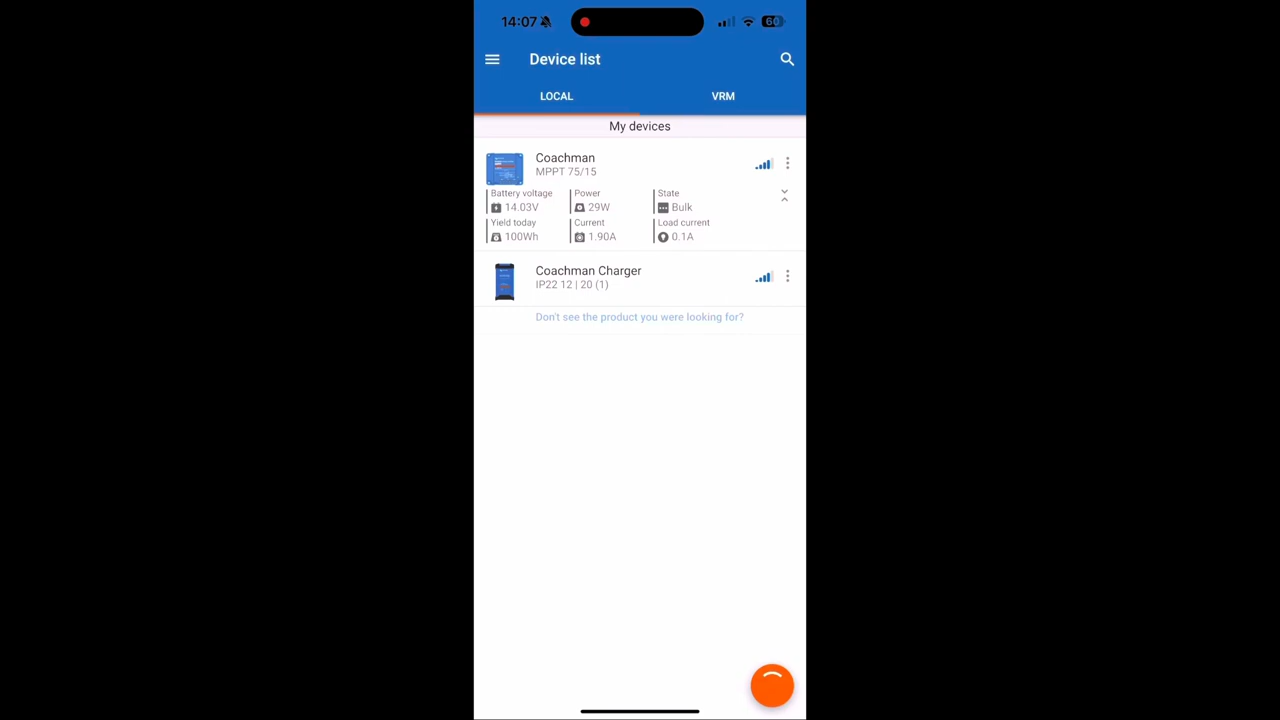 14:07
60
Device list
LOCAL VRM
My devices
Coachman
MPPT 75/15
Battery voltage Power State
14.03V 29W Bulk
Yield today Current Load current
100Wh 1.90A 0.1A
Coachman Charger
IP22 12 | 20 (1)
Don't see the product you were looking for?